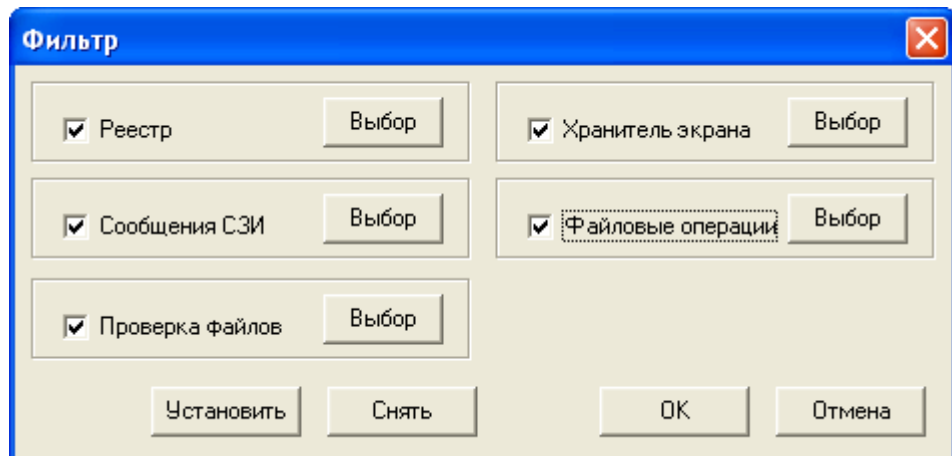 Фильтр
Реестр Выбор
Хранитель экрана Выбор
Сообщения СЗИ Выбор
Файловые операции Выбор
Проверка файлов Выбор
Установить Снять OK Отмена